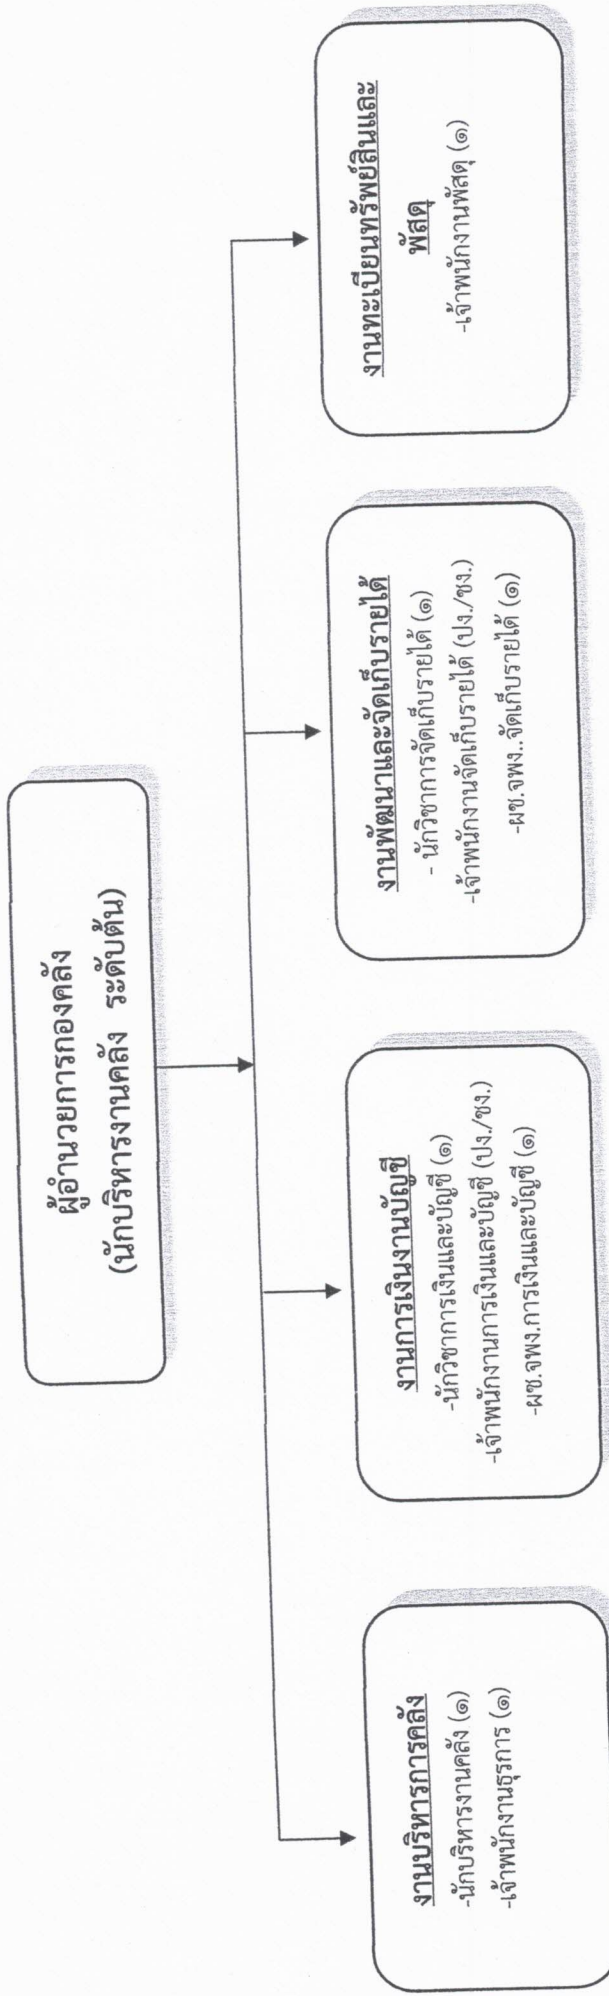 ผู้อำนวยการกองคลัง
(นักบริหารงานคลัง ระดับต้น)
งานบริหารการคลัง
-นักบริหารงานคลัง (๑)
-เจ้าพนักงานธุรการ (๑)
งานการเงินงานบัญชี
-นักวิชาการเงินและบัญชี (๑)
-เจ้าพนักงานการเงินและบัญชี (ปง./ชง.)
-ผช.จพง.การเงินและบัญชี (๑)
งานพัฒนาและจัดเก็บรายได้
- นักวิชาการจัดเก็บรายได้ (๑)
-เจ้าพนักงานจัดเก็บรายได้ (ปง./ชง.)
-ผช.จพง..จัดเก็บรายได้ (๑)
งานทะเบียนทรัพย์สินและ
พัสดุ
-เจ้าพนักงานพัสดุ (๑)